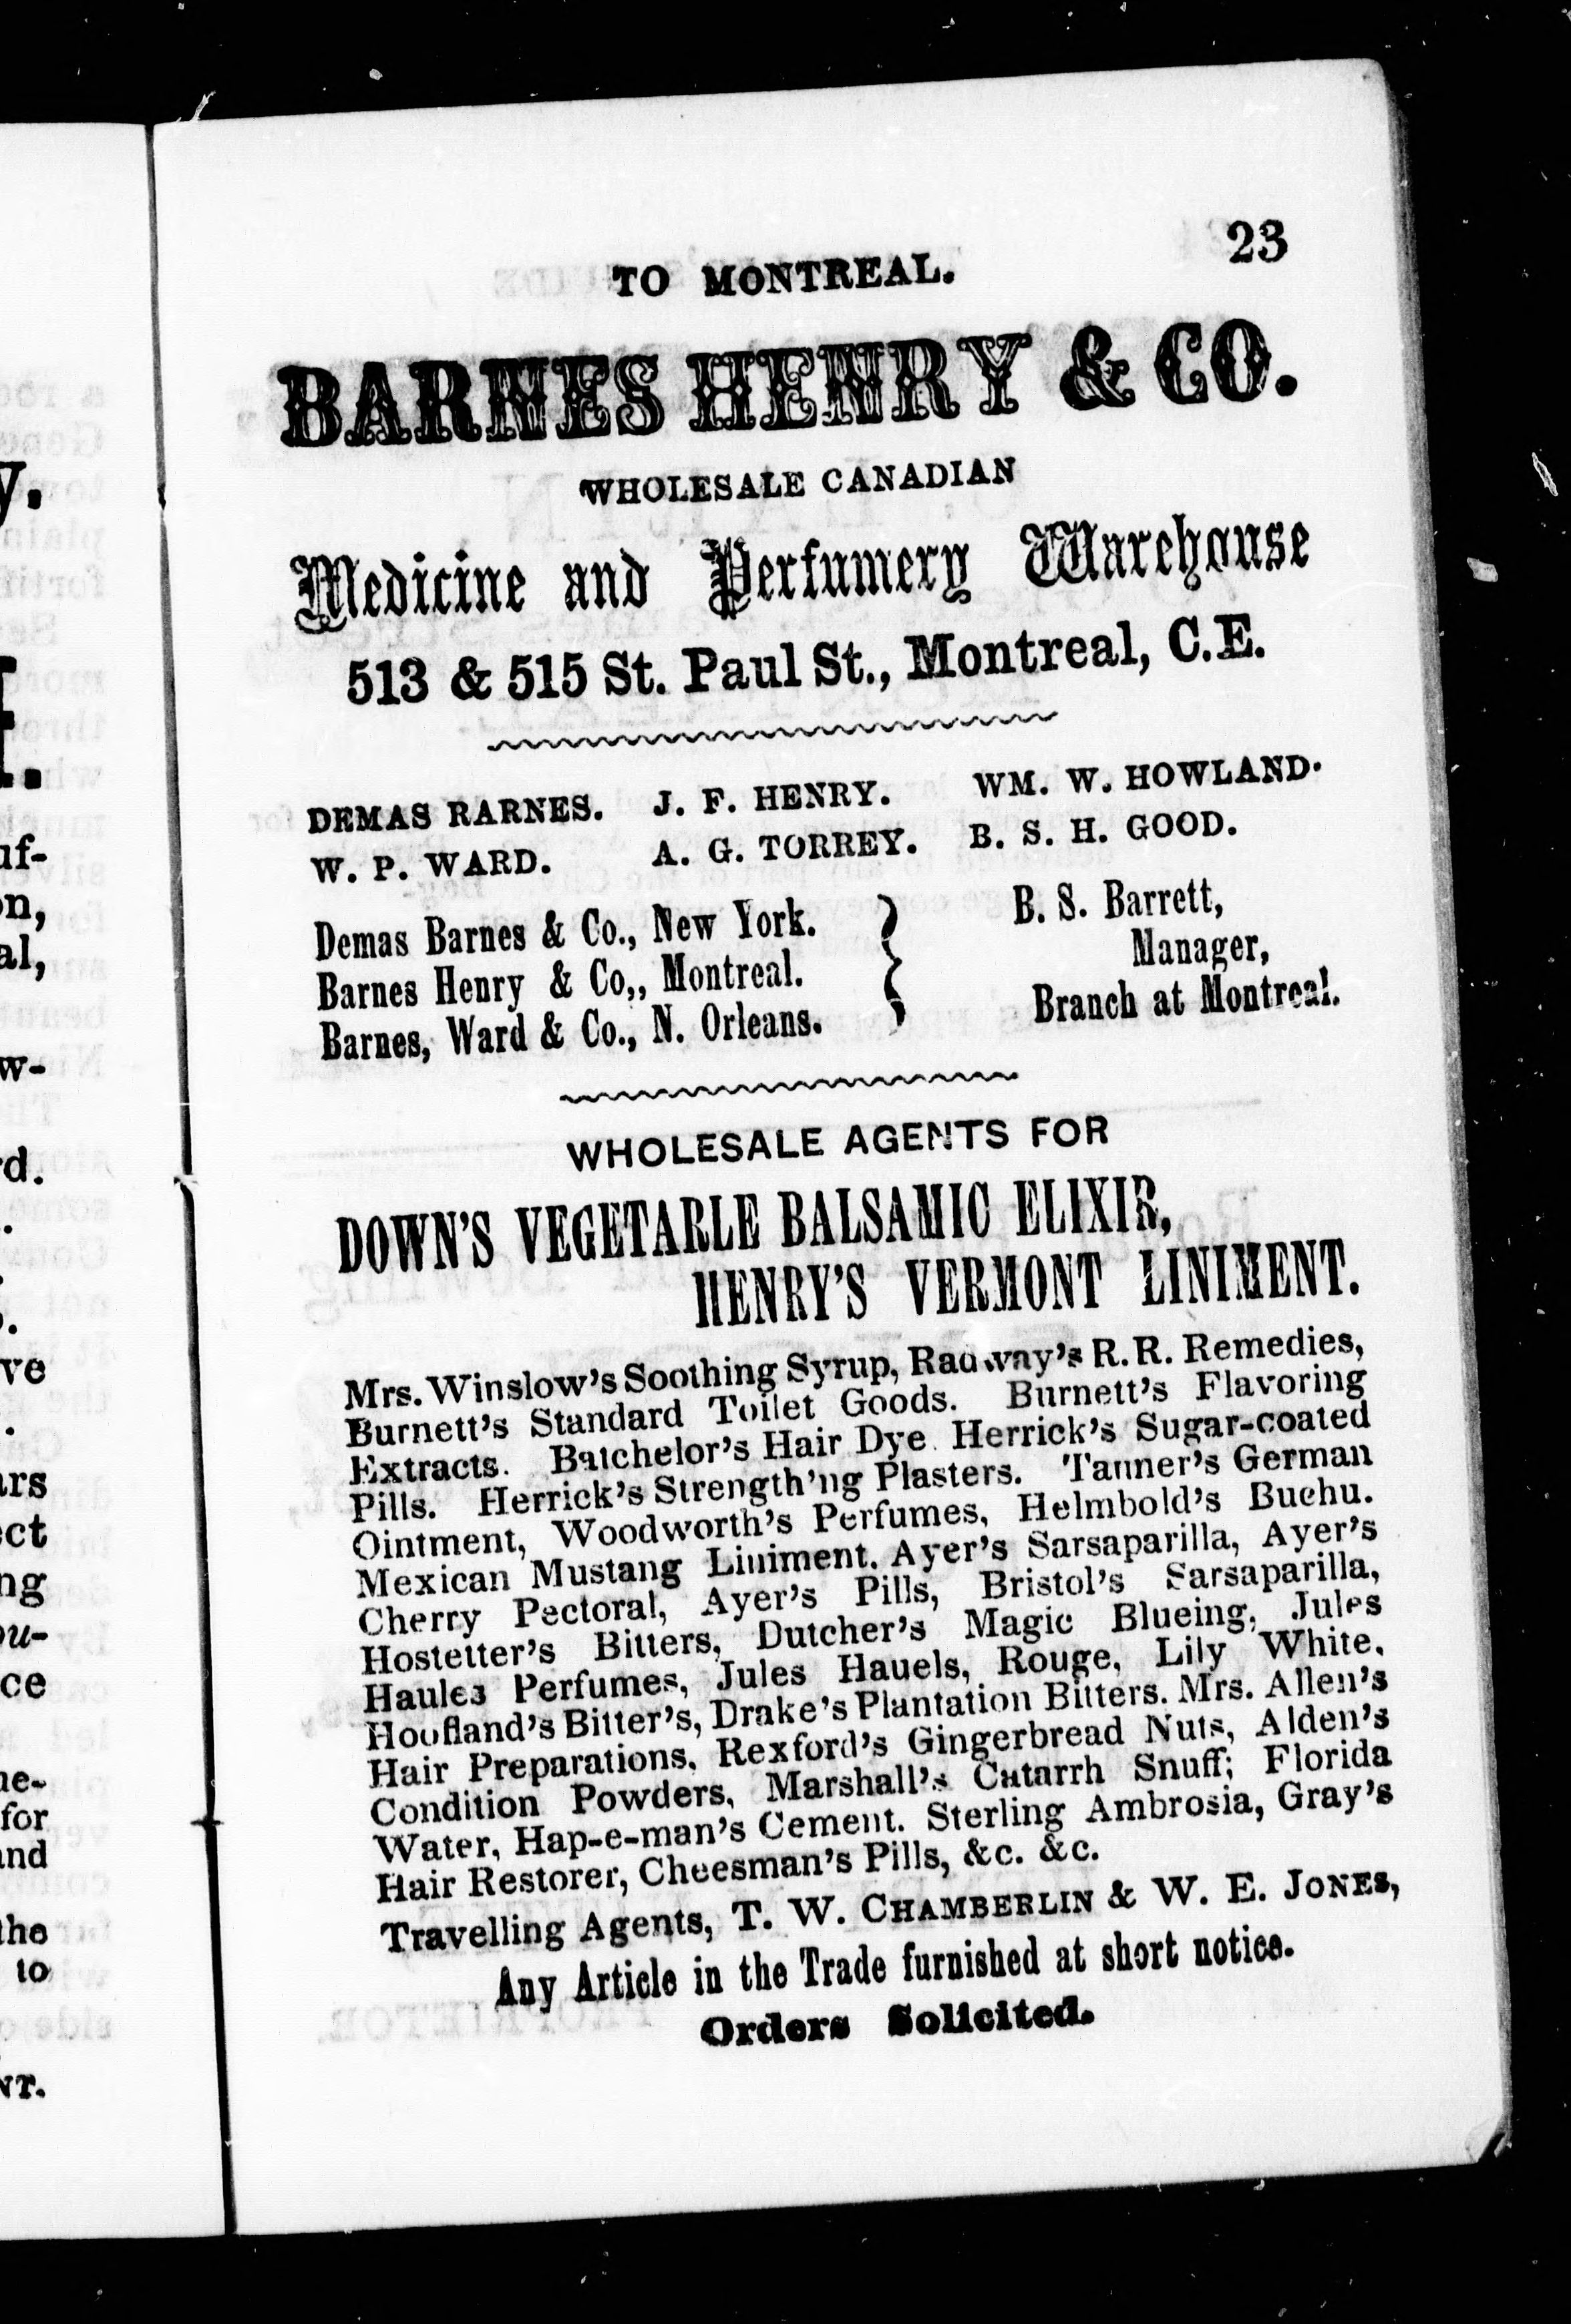 TO MONTREAL.
23
BARNES HENRY & CO.
WHOLESALE CANADIAN
Medicine and Perfumery Warehouse
513 & 515 St. Paul St., Montreal, C.E.
DEMAS RARNES. J. F. HENRY. WM. W. HOWLAND.
W. P. WARD. A. G. TORREY. B. S. H. GOOD.
Demas Barnes & Co., New York.
Barnes Henry & Co,, Montreal.
Barnes, Ward & Co., N. Orleans.
B. S. Barrett,
Manager,
Branch at Montreal.
WHOLESALE AGENTS FOR
DOWN'S VEGETARLE BALSAMIC ELIXIR,
HENRY'S VERMONT LINIMENT.
Mrs. Winslow's Soothing Syrup, Radway's R. R. Remedies,
Burnett's Standard Toilet Goods. Burnett's Flavoring
Extracts. Batchelor's Hair Dye. Herrick's Sugar-coated
Pills. Herrick's Strength'ng Plasters. Tanner's German
Ointment, Woodworth's Perfumes, Helmbold's Buchu.
Mexican Mustang Liniment. Ayer's Sarsaparilla, Ayer's
Cherry Pectoral, Ayer's Pills, Bristol's Sarsaparilla,
Hostetter's Bitters, Dutcher's Magic Blueing, Jules
Haules Perfumes, Jules Hauels, Rouge, Lily White,
Hoofland's Bitter's, Drake's Plantation Bitters. Mrs. Allen's
Hair Preparations, Rexford's Gingerbread Nuts, Alden's
Condition Powders, Marshall's Catarrh Snuff; Florida
Water, Hap-e-man's Cement. Sterling Ambrosia, Gray's
Hair Restorer, Cheesman's Pills, &c. &c.
Travelling Agents, T. W. CHAMBERLIN & W. E. JONES,
Any Article in the Trade furnished at short notice.
Orders Solicited.